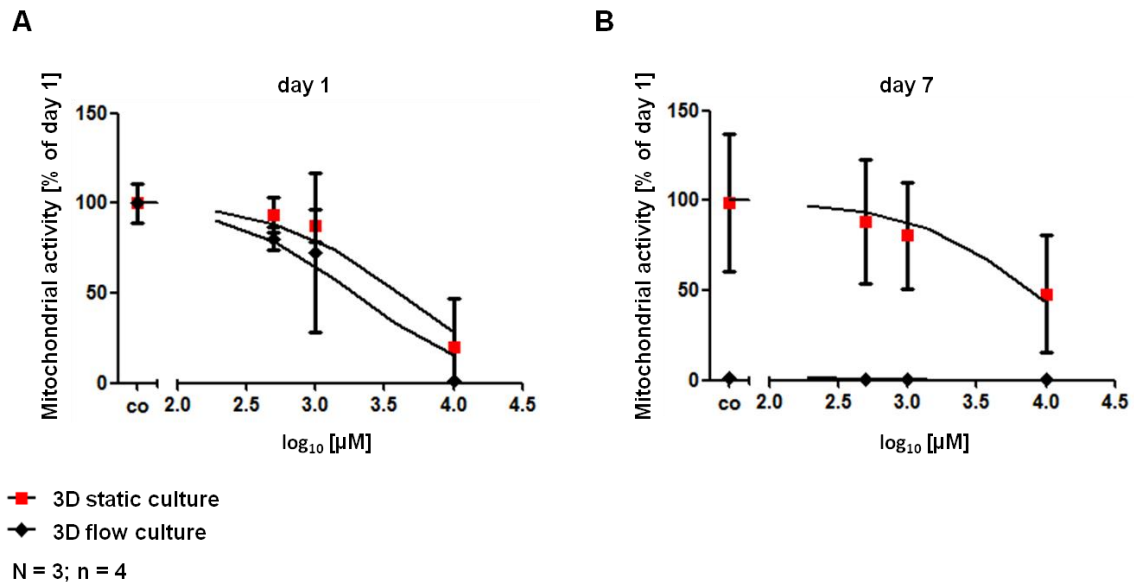 A
B
day 1
day 7
Mitochondrial activity [% of day 1]
150
100
50
0
co
2.0
2.5
3.0
3.5
4.0
4.5
log₁₀ [µM]
Mitochondrial activity [% of day 1]
150
100
50
0
co
2.0
2.5
3.0
3.5
4.0
4.5
log₁₀ [µM]
3D static culture
3D flow culture
N = 3; n = 4